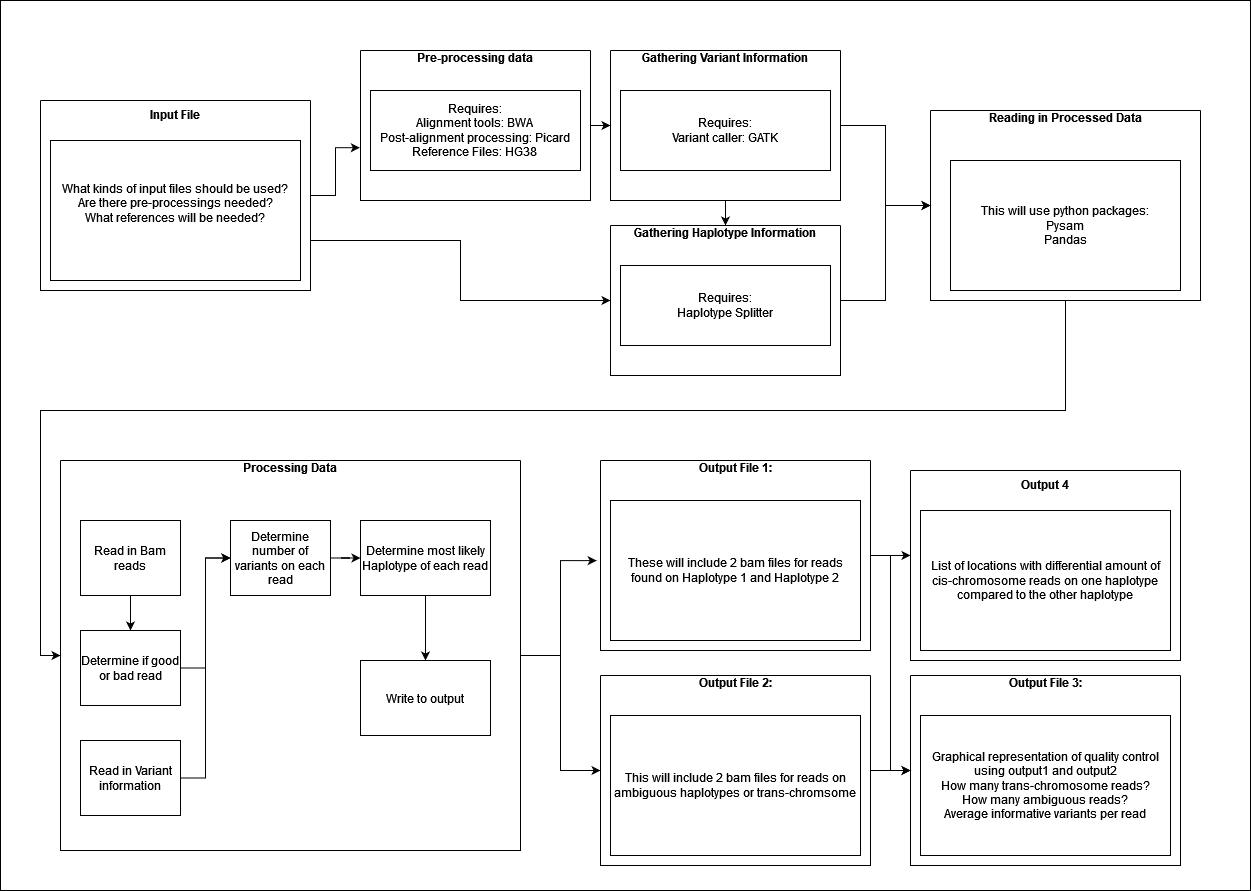 Input File
What kinds of input files should be used?
Are there pre-processings needed?
What references will be needed?
Pre-processing data
Requires:
Alignment tools: BWA
Post-alignment processing: Picard
Reference Files: HG38
Gathering Variant Information
Requires:
Variant caller: GATK
Gathering Haplotype Information
Requires:
Haplotype Splitter
Reading in Processed Data
This will use python packages:
Pysam
Pandas
Processing Data
Read in Bam
reads
Determine if good
or bad read
Read in Variant
information
Determine
number of
variants on each
read
Determine most likely
Haplotype of each read
Write to output
Output File 1:
These will include 2 bam files for reads
found on Haplotype 1 and Haplotype 2
Output File 2:
This will include 2 bam files for reads on
ambiguous haplotypes or trans-chromsome
Output 4
List of locations with differential amount of
cis-chromosome reads on one haplotype
compared to the other haplotype
Output File 3:
Graphical representation of quality control
using output1 and output2
How many trans-chromosome reads?
How many ambiguous reads?
Average informative variants per read